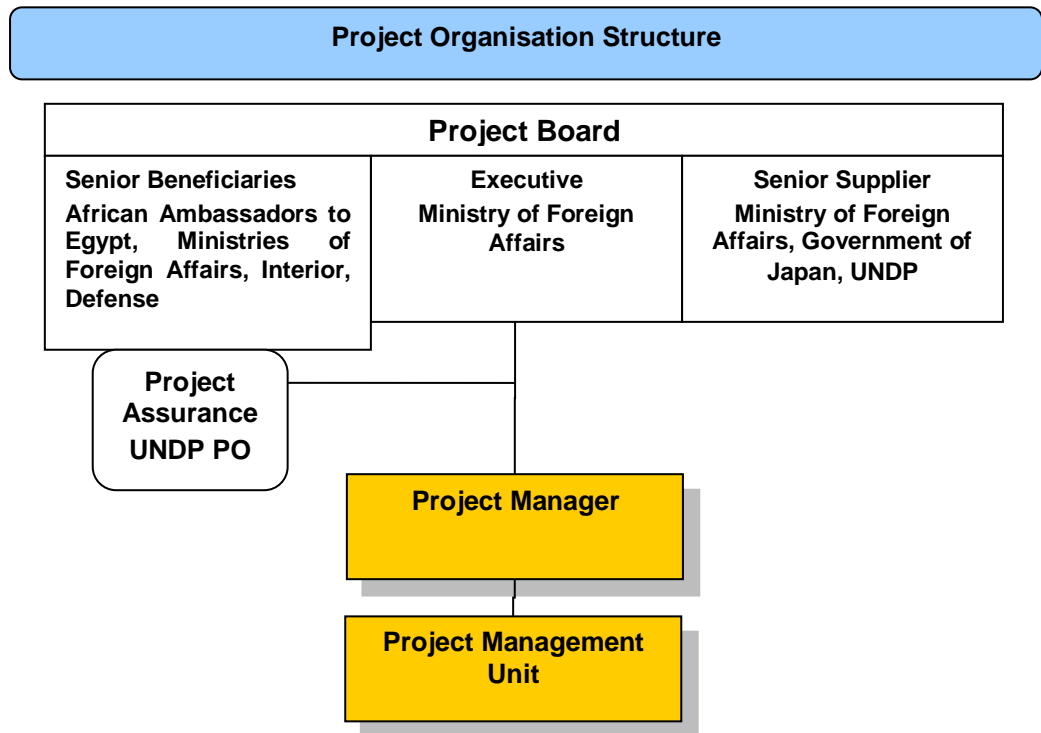 Project Organisation Structure
Project Board
Senior Beneficiaries
African Ambassadors to
Egypt, Ministries of
Foreign Affairs, Interior,
Defense
Executive
Ministry of Foreign
Affairs
Senior Supplier
Ministry of Foreign
Affairs, Government of
Japan, UNDP
Project
Assurance
UNDP PO
Project Manager
Project Management
Unit